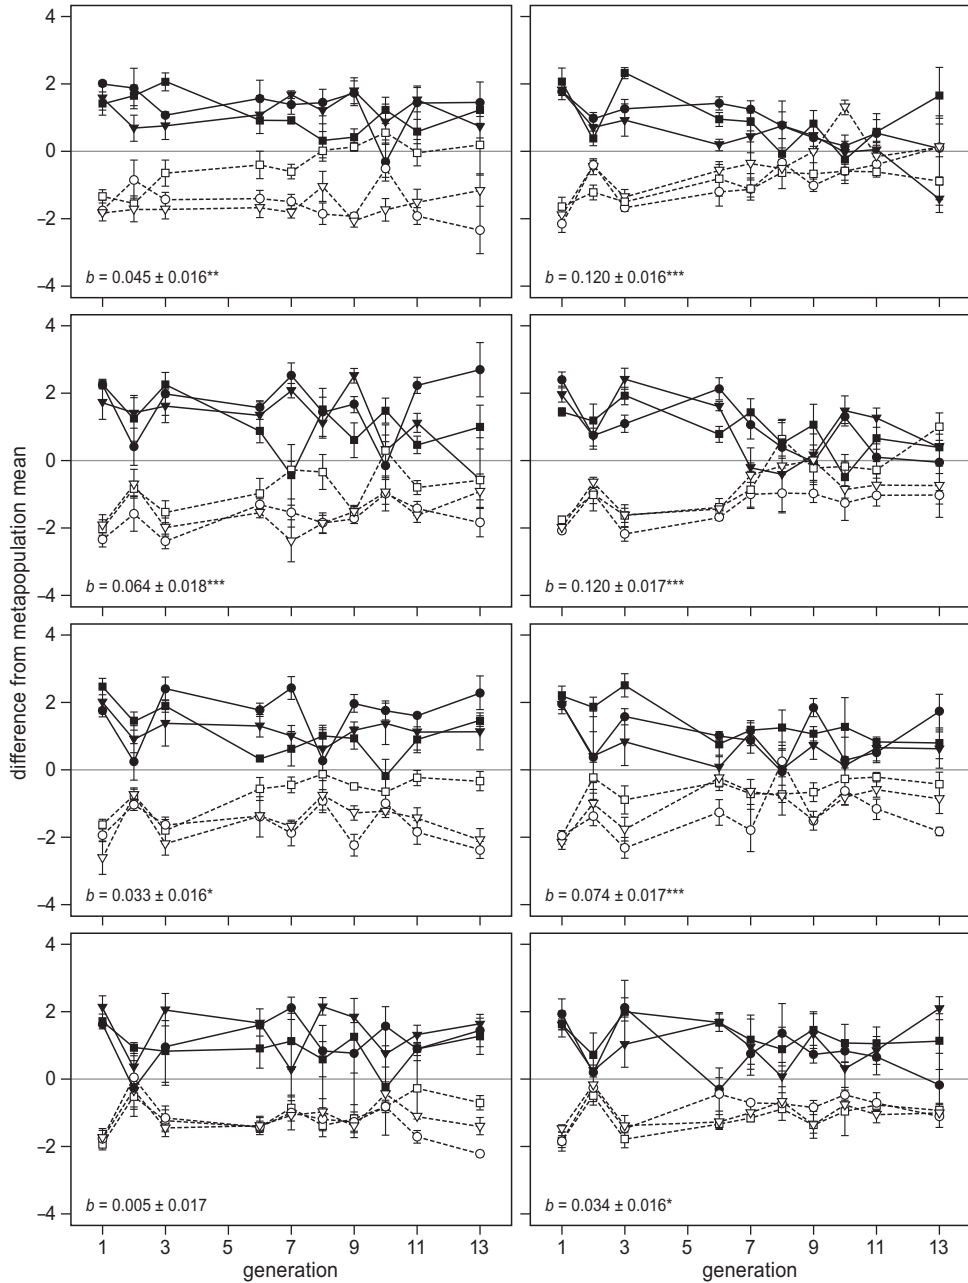 4
2
0
–2
–4
b = 0.045 ± 0.016**
b = 0.120 ± 0.016***
4
2
0
–2
–4
b = 0.064 ± 0.018***
b = 0.120 ± 0.017***
difference from metapopulation mean
4
2
0
–2
–4
b = 0.033 ± 0.016*
b = 0.074 ± 0.017***
4
2
0
–2
–4
b = 0.005 ± 0.017
b = 0.034 ± 0.016*
1 3 5 7 9 11 13
1 3 5 7 9 11 13
generation
generation